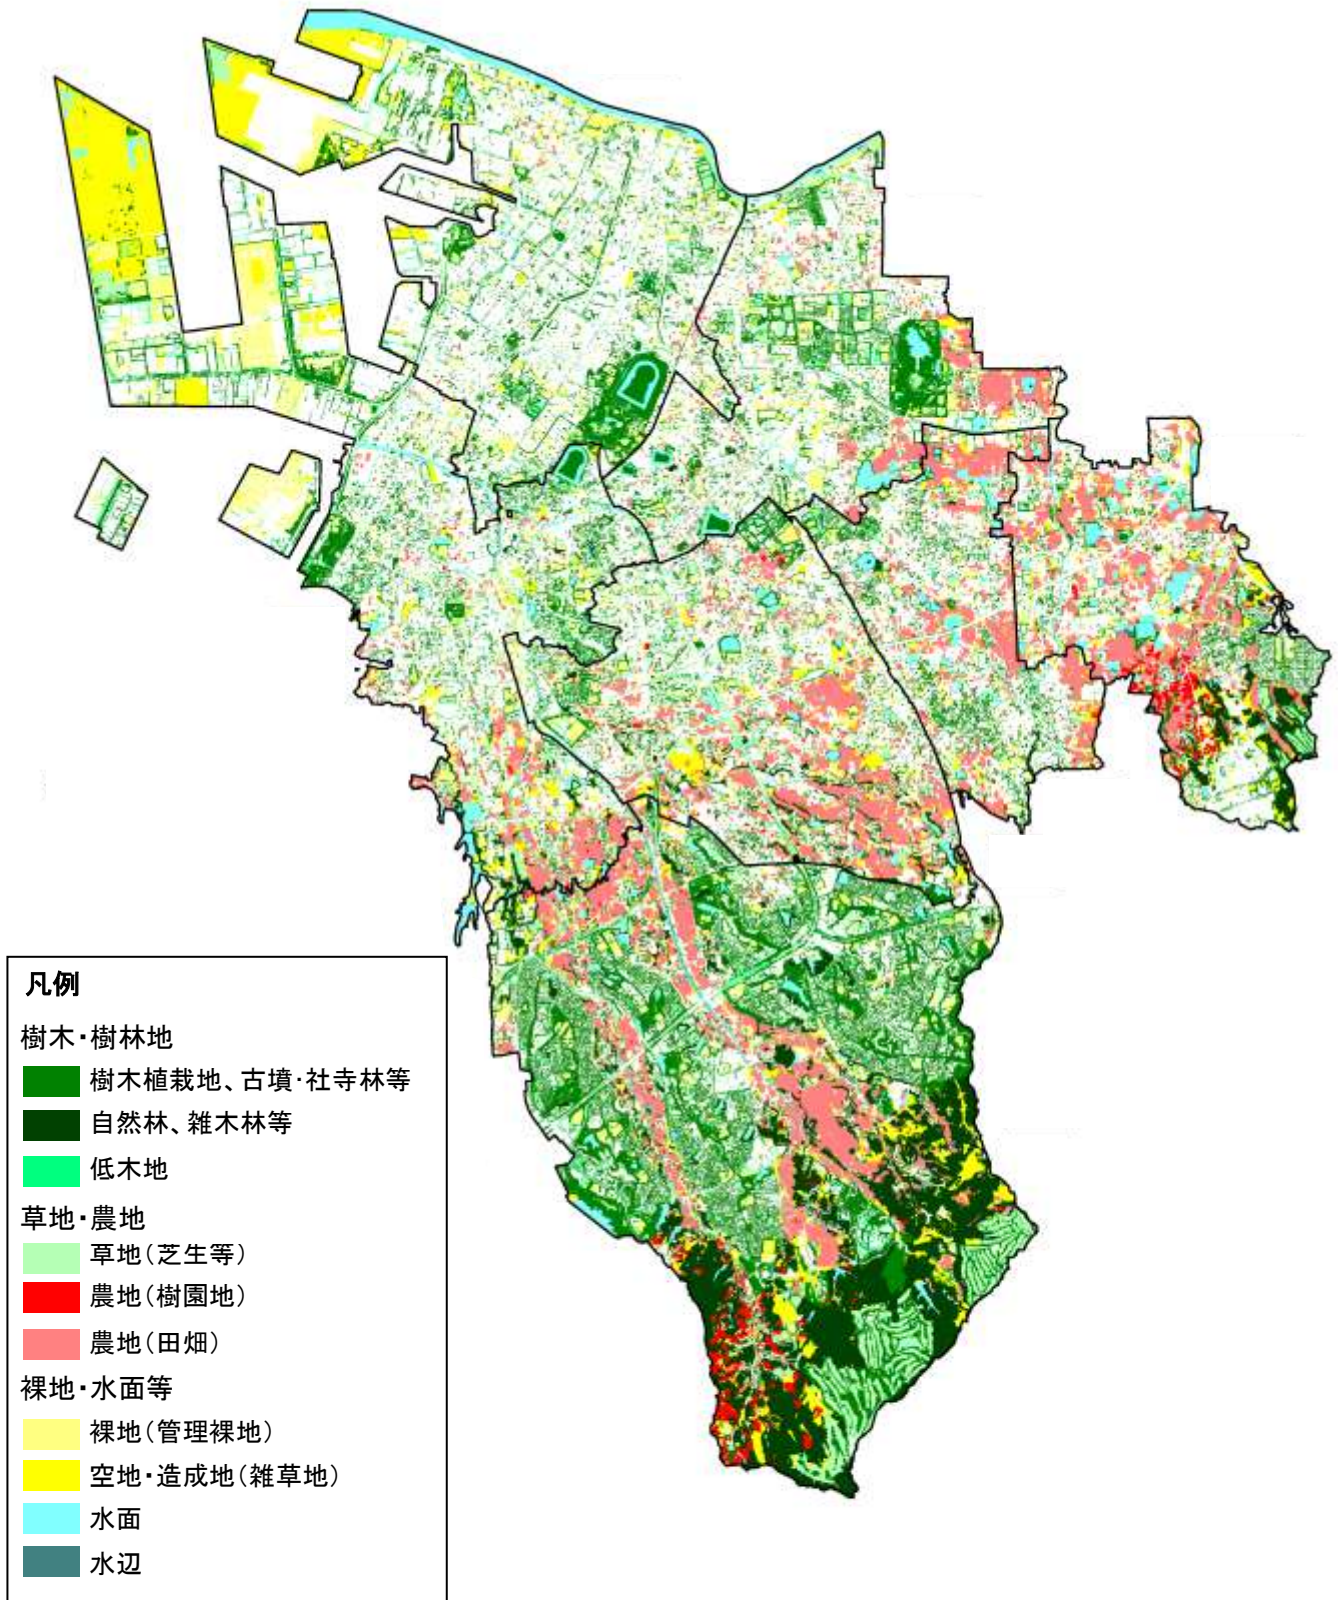 凡例
樹木・樹林地
樹木植栽地、古墳・社寺林等
自然林、雑木林等
低木地
草地・農地
草地（芝生等）
農地（樹園地）
農地（田畑）
裸地・水面等
裸地（管理裸地）
空地・造成地（雑草地）
水面
水辺